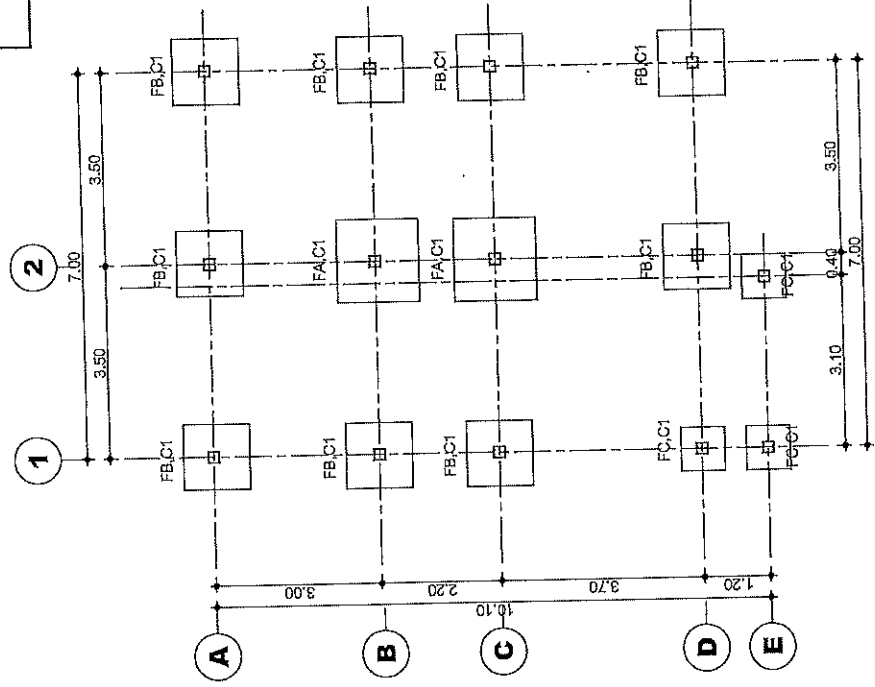 1
2
7.00
3.50
3.50
FB,C1
FB,C1
FB,C1
A
3.00
FB,C1
FA,C1
FB,C1
B
2.20
FB,C1
FA,C1
FB,C1
C
10.10
3.70
FC,C1
FB,C1
FB,C1
D
1.20
FC,C1
FC,C1
E
3.10
0.40
3.50
7.00